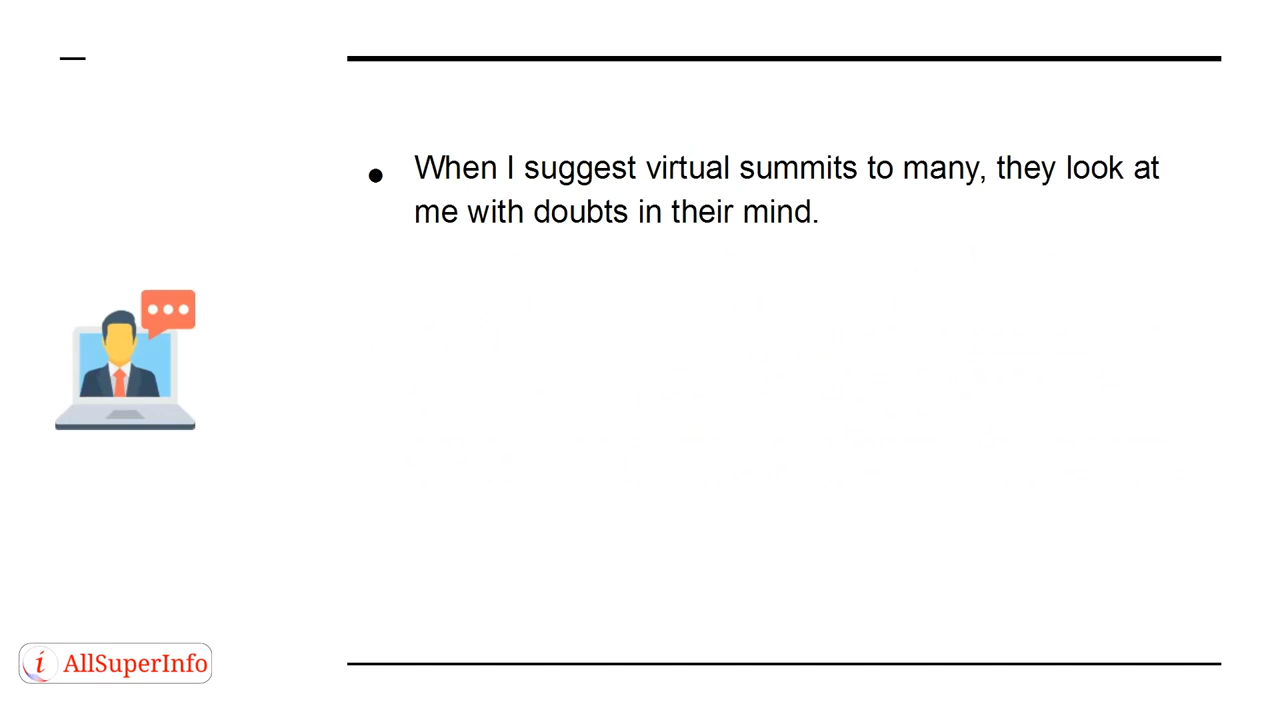 When I suggest virtual summits to many, they look at
me with doubts in their mind.
i AllSuperInfo